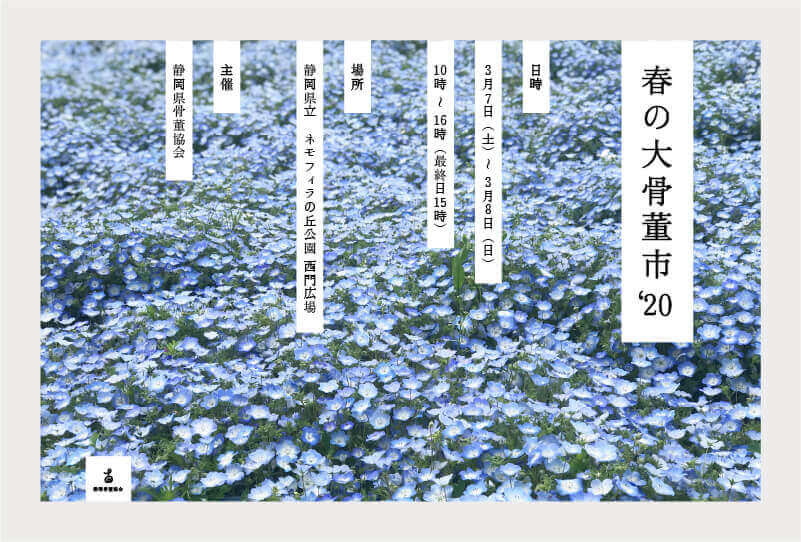 春の大骨董市 ‘20
日時
3月7日（土）~ 3月8日（日）
10時 ~ 16時（最終日15時）
場所
静岡県立　ネモフィラの丘公園 西門広場
主催
静岡県骨董協会